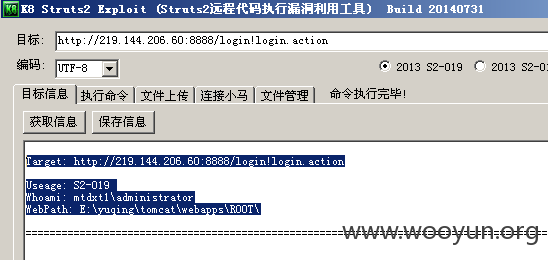 K8 Struts2 Exploit (Struts2远程代码执行漏洞利用工具) Build 20140731
目标: http://219.144.206.60:8888/login!login.action
编码: UTF-8 2013 S2-019 2013 S2-01
目标信息 执行命令 文件上传 连接小马 文件管理 命令执行完毕!
获取信息 保存信息
Target: http://219.144.206.60:8888/login!login.action
Useage: S2-019
Whoami: mtdxt1\administrator
WebPath: E:\yuqing\tomcat\webapps\ROOT\
www.wooyun.org